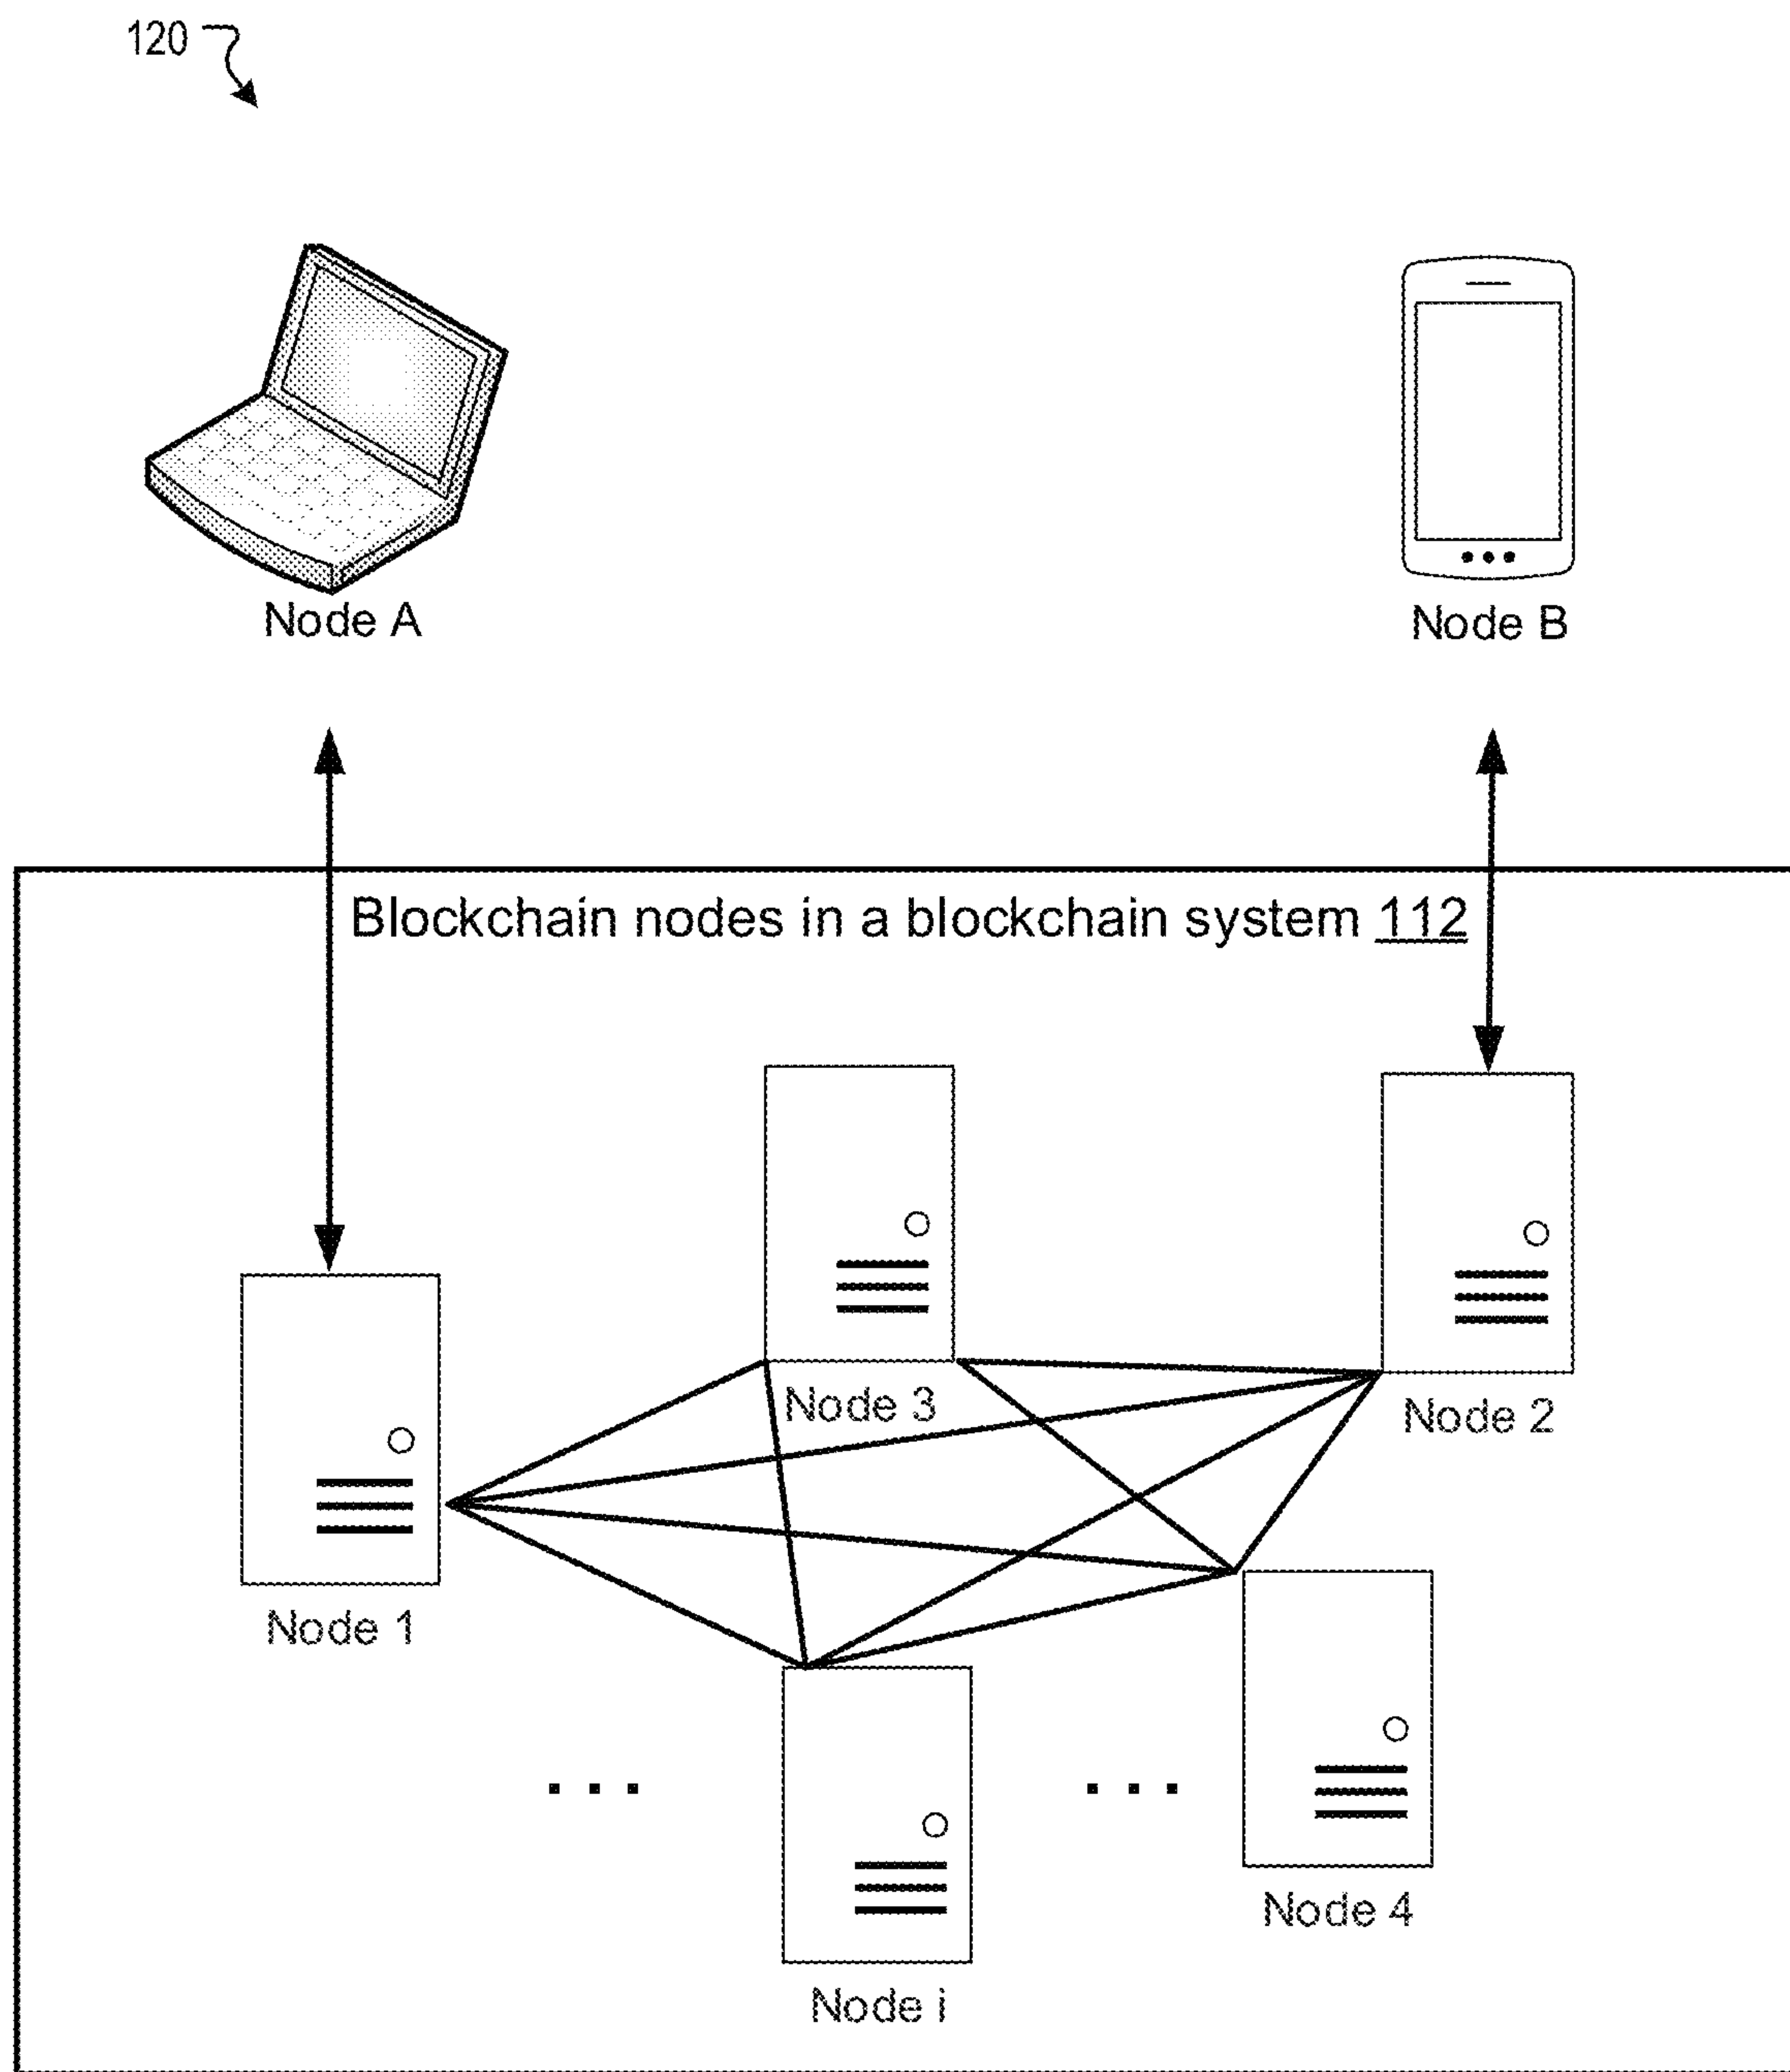 120
Node A
Node B
Blockchain nodes in a blockchain system 112
Node 3
Node 2
Node 1
Node 4
Node i